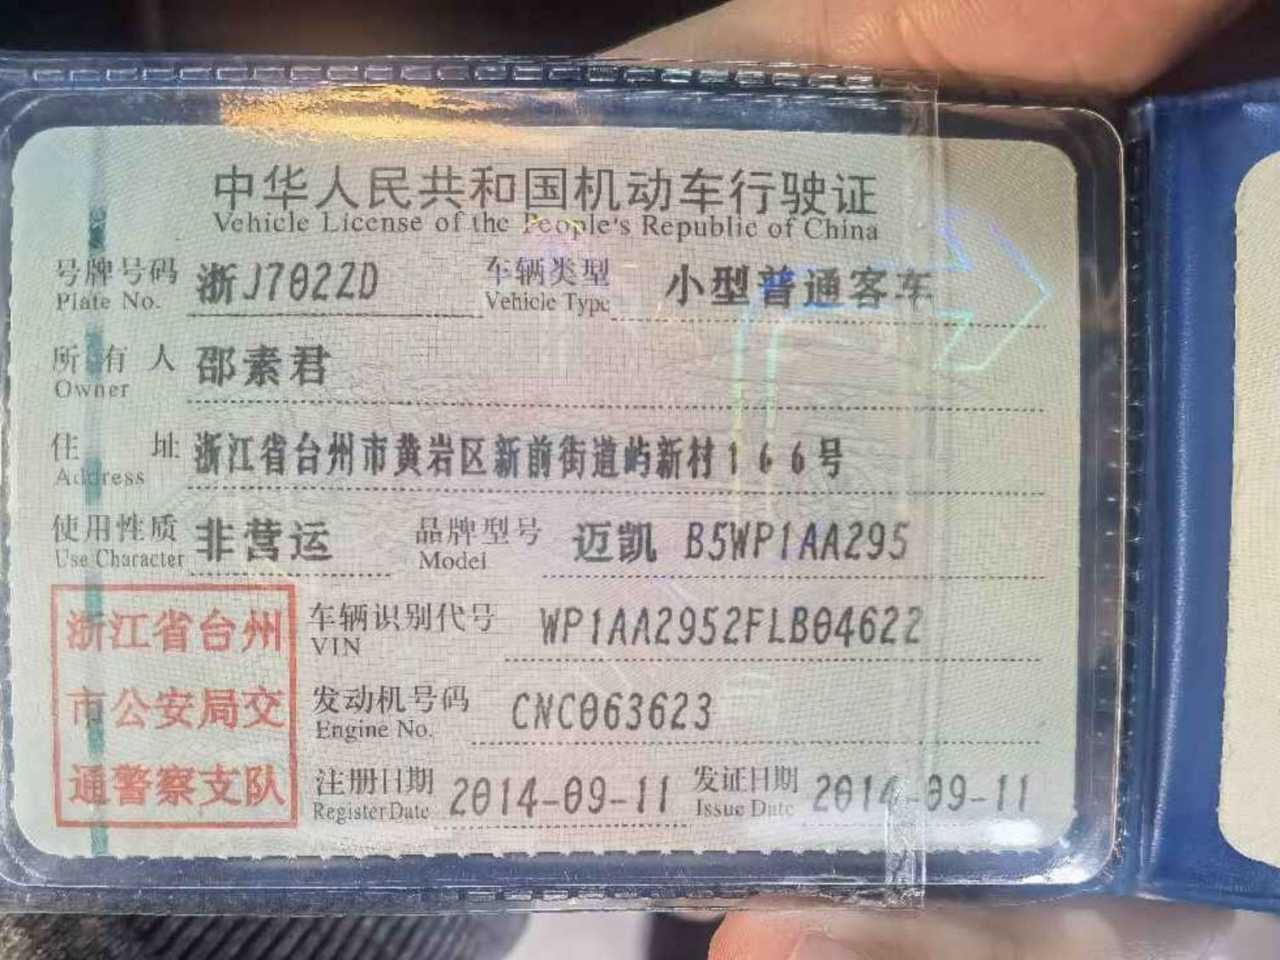 中华人民共和国机动车行驶证
Vehicle License of the People's Republic of China
号牌号码 浙J7022D 车辆类型 小型普通客车
Plate No. Vehicle Type
所有人 邵素君
Owner
住址 浙江省台州市黄岩区新前街道屿新村166号
Address
使用性质 非营运 品牌型号 迈凯 B5WP1AA295
Use Character Model
浙江省台州
市公安局交
通警察支队
车辆识别代号 WP1AA2952FLB04622
VIN
发动机号码 CNC063623
Engine No.
注册日期 2014-09-11 发证日期 2014-09-11
Register Date Issue Date